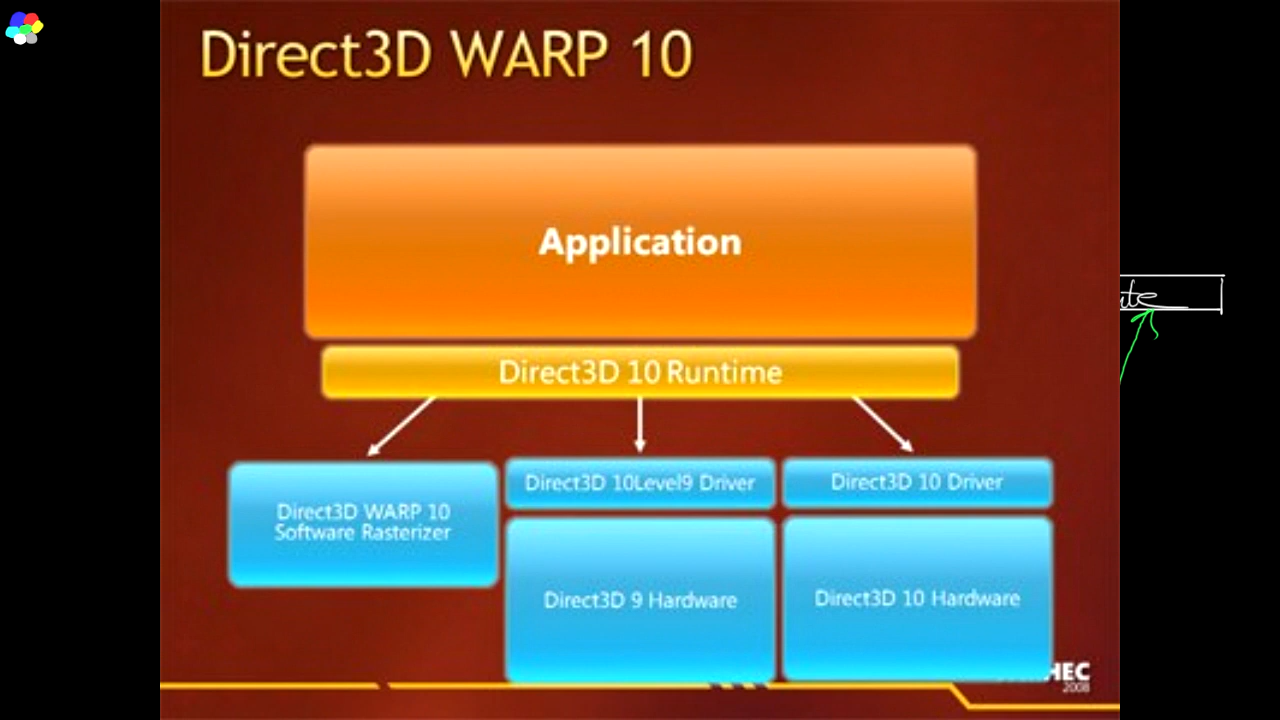 Direct3D WARP 10
Application
Direct3D 10 Runtime
Direct3D WARP 10
Software Rasterizer
Direct3D 10Level9 Driver
Direct3D 9 Hardware
Direct3D 10 Driver
Direct3D 10 Hardware
HEC
2008